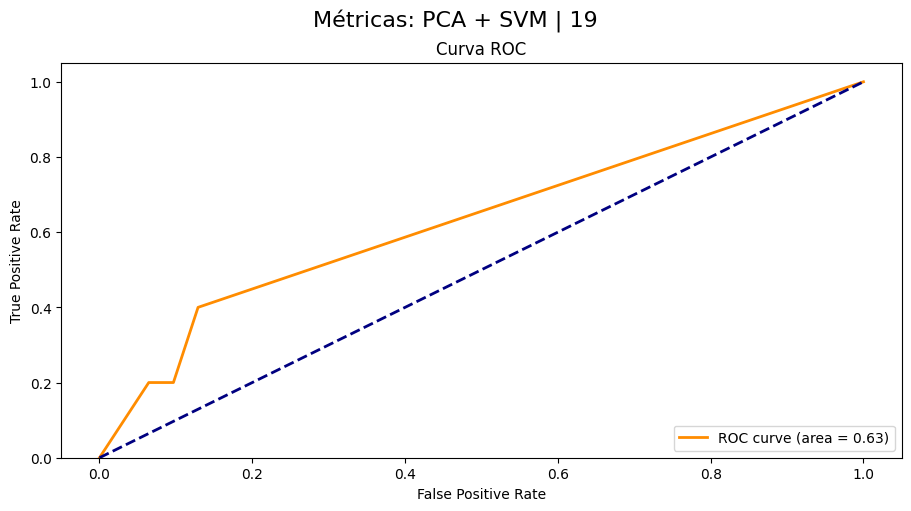 Métricas: PCA + SVM | 19
Curva ROC
True Positive Rate
1.0
0.8
0.6
0.4
0.2
0.0
0.0 0.2 0.4 0.6 0.8 1.0
False Positive Rate
ROC curve (area = 0.63)